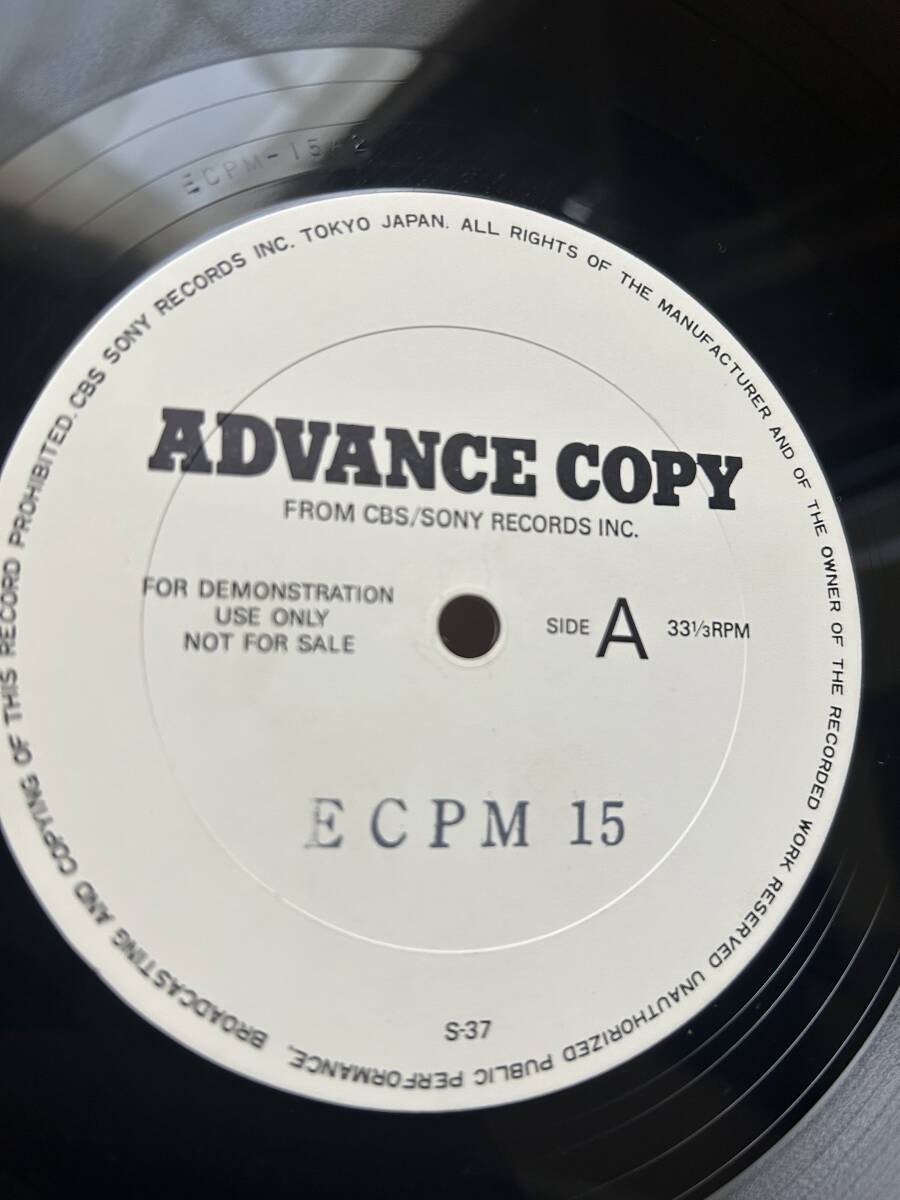 ECPM-15A2
ADVANCE COPY
FROM CBS/SONY RECORDS INC.
FOR DEMONSTRATION
USE ONLY
NOT FOR SALE
SIDE A 33⅓RPM
ECPM 15
S-37
CBS SONY RECORDS INC. TOKYO JAPAN. ALL RIGHTS OF THE MANUFACTURER AND OF THE OWNER OF THE RECORDED WORK RESERVED UNAUTHORIZED PUBLIC PERFORMANCE, BROADCASTING AND COPYING OF THIS RECORD PROHIBITED.